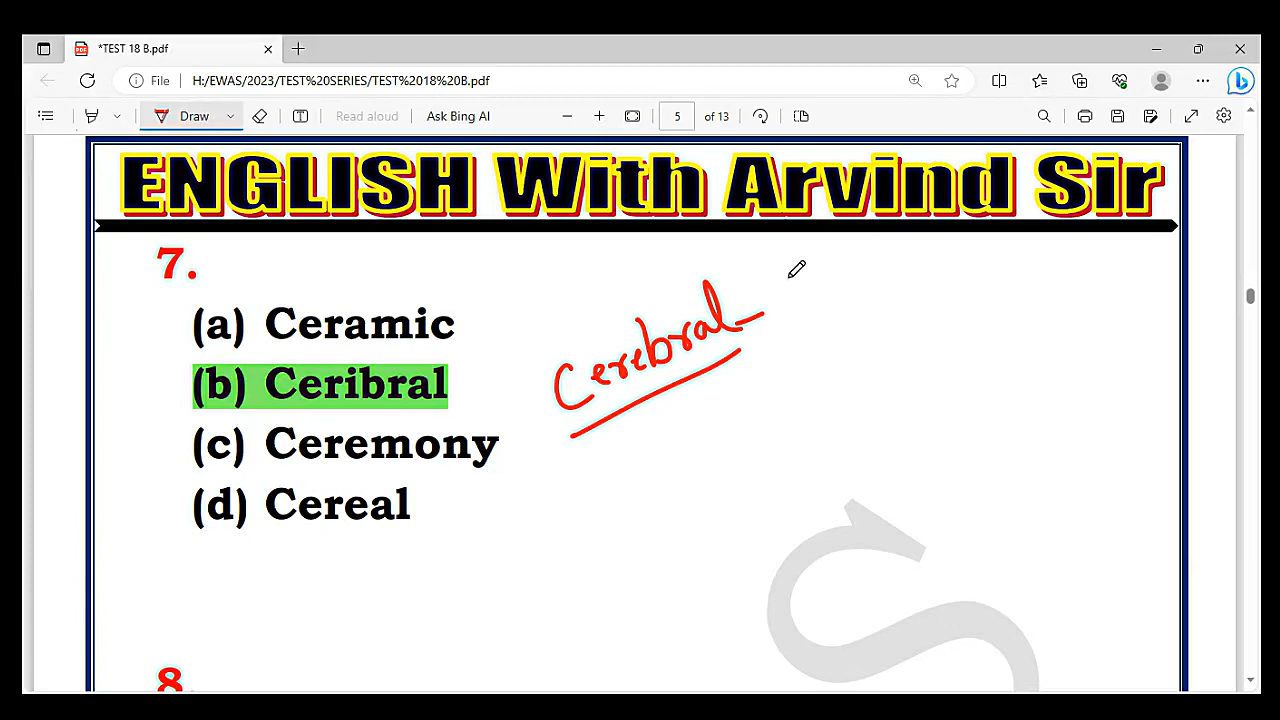 *TEST 18 B.pdf
File H:/EWAS/2023/TEST%20SERIES/TEST%2018%20B.pdf
Draw Read aloud Ask Bing AI 5 of 13
ENGLISH With Arvind Sir
7.
(a) Ceramic
(b) Ceribral
(c) Ceremony
(d) Cereal
Cerebral-
8.
S